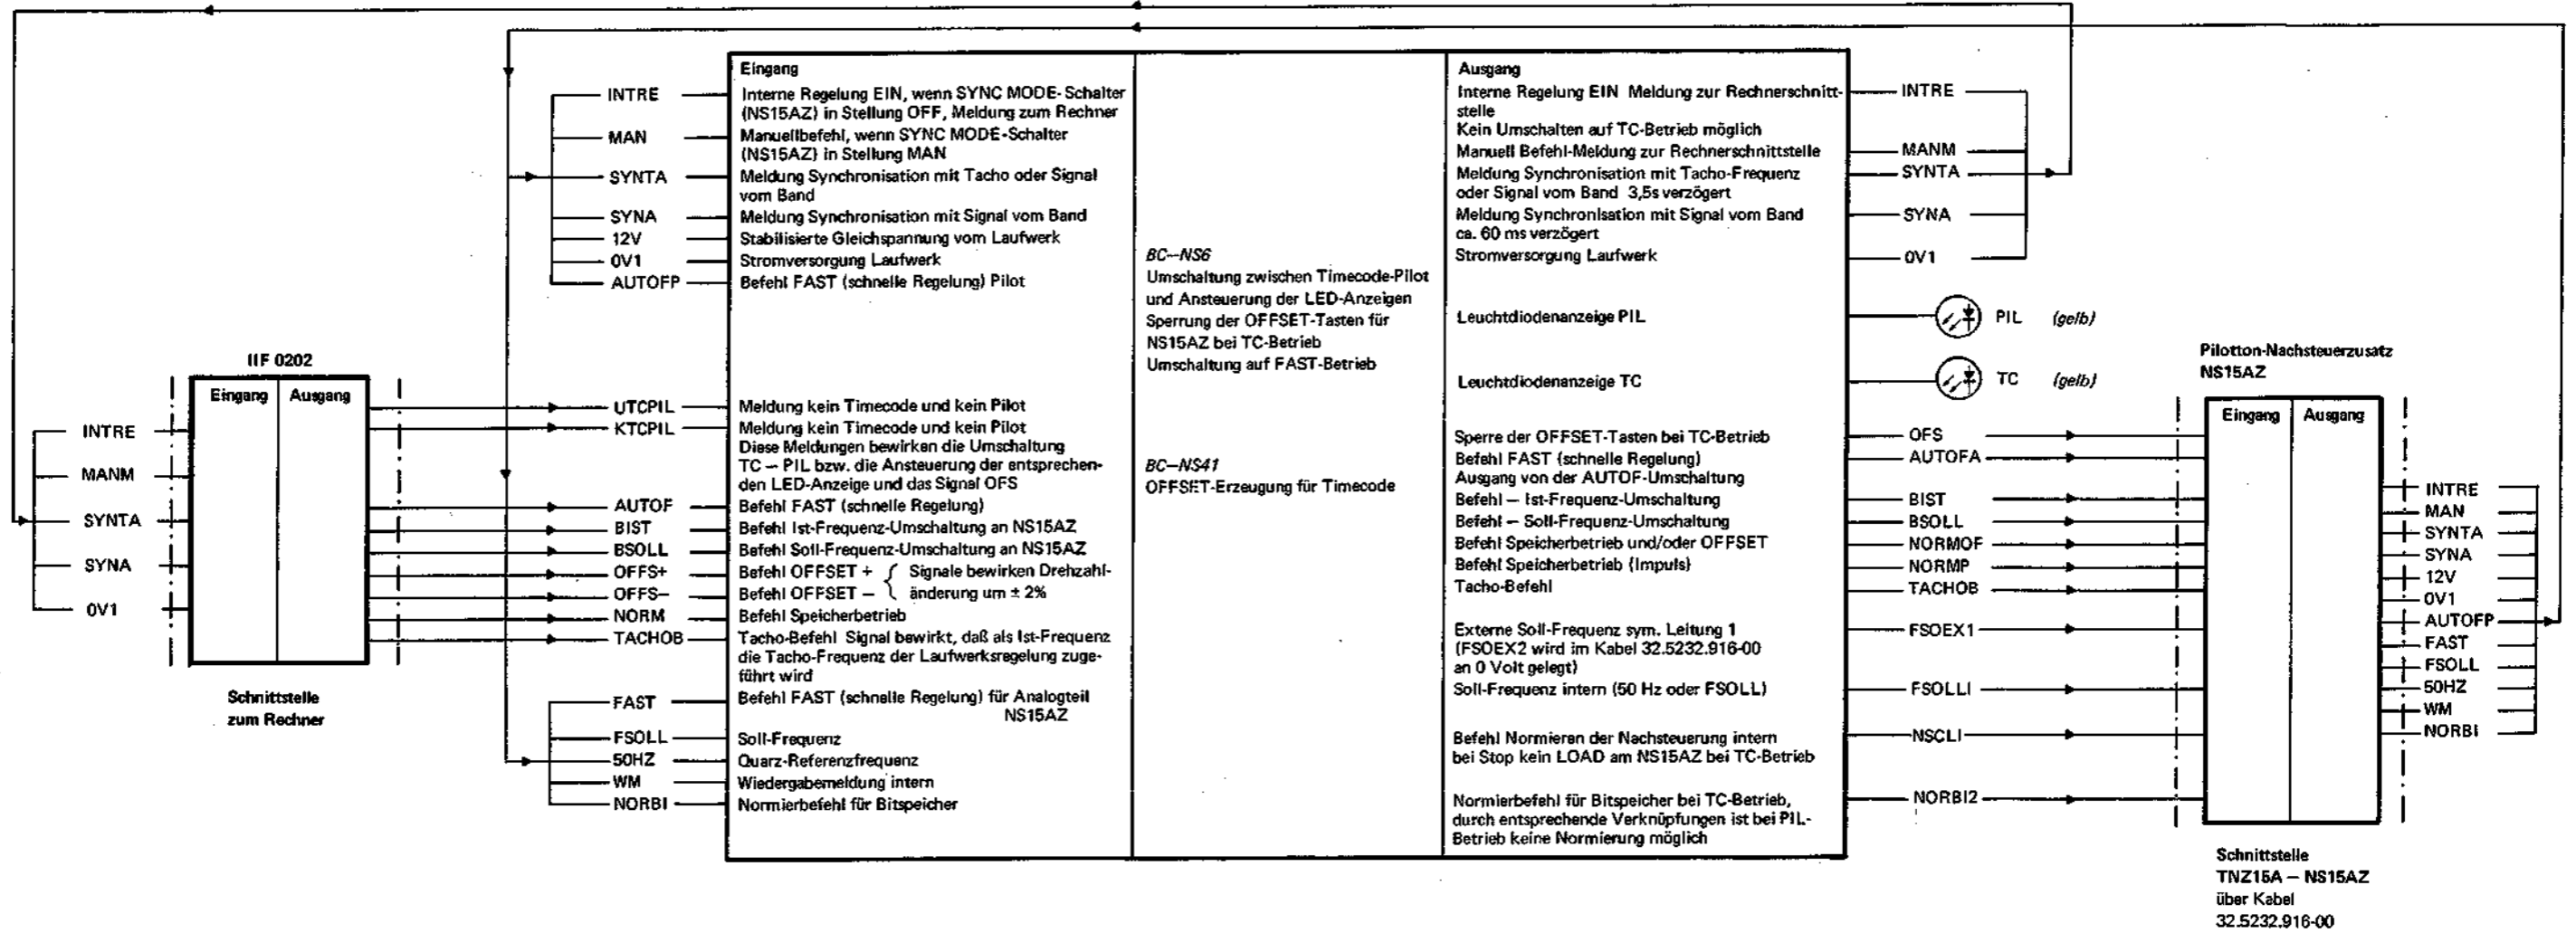 IIF 0202
Eingang
Ausgang
INTRE
MANM
SYNTA
SYNA
0V1
Schnittstelle
zum Rechner
INTRE
MAN
SYNTA
SYNA
12V
0V1
AUTOFP
UTCPIL
KTCPIL
AUTOF
BIST
BSOLL
OFFS+
OFFS–
NORM
TACHOB
FAST
FSOLL
50HZ
WM
NORBI
Eingang
Interne Regelung EIN, wenn SYNC MODE-Schalter
(NS15AZ) in Stellung OFF, Meldung zum Rechner
Manuellbefehl, wenn SYNC MODE-Schalter
(NS15AZ) in Stellung MAN
Meldung Synchronisation mit Tacho oder Signal
vom Band
Meldung Synchronisation mit Signal vom Band
Stabilisierte Gleichspannung vom Laufwerk
Stromversorgung Laufwerk
Befehl FAST (schnelle Regelung) Pilot
Meldung kein Timecode und kein Pilot
Meldung kein Timecode und kein Pilot
Diese Meldungen bewirken die Umschaltung
TC – PIL bzw. die Ansteuerung der entsprechen-
den LED-Anzeige und das Signal OFS
Befehl FAST (schnelle Regelung)
Befehl Ist-Frequenz-Umschaltung an NS15AZ
Befehl Soll-Frequenz-Umschaltung an NS15AZ
Befehl OFFSET + { Signale bewirken Drehzahl-
Befehl OFFSET – { änderung um ± 2%
Befehl Speicherbetrieb
Tacho-Befehl Signal bewirkt, daß als Ist-Frequenz
die Tacho-Frequenz der Laufwerksregelung zuge-
führt wird
Befehl FAST (schnelle Regelung) für Analogteil
NS15AZ
Soll-Frequenz
Quarz-Referenzfrequenz
Wiedergabemeldung intern
Normierbefehl für Bitspeicher
BC–NS6
Umschaltung zwischen Timecode-Pilot
und Ansteuerung der LED-Anzeigen
Sperrung der OFFSET-Tasten für
NS15AZ bei TC-Betrieb
Umschaltung auf FAST-Betrieb
BC–NS41
OFFSET-Erzeugung für Timecode
Ausgang
Interne Regelung EIN Meldung zur Rechnerschnitt-
stelle
Kein Umschalten auf TC-Betrieb möglich
Manuell Befehl-Meldung zur Rechnerschnittstelle
Meldung Synchronisation mit Tacho-Frequenz
oder Signal vom Band 3,5s verzögert
Meldung Synchronisation mit Signal vom Band
ca. 60 ms verzögert
Stromversorgung Laufwerk
Leuchtdiodenanzeige PIL
Leuchtdiodenanzeige TC
Sperre der OFFSET-Tasten bei TC-Betrieb
Befehl FAST (schnelle Regelung)
Ausgang von der AUTOF-Umschaltung
Befehl – Ist-Frequenz-Umschaltung
Befehl – Soll-Frequenz-Umschaltung
Befehl Speicherbetrieb und/oder OFFSET
Befehl Speicherbetrieb (Impuls)
Tacho-Befehl
Externe Soll-Frequenz sym. Leitung 1
(FSOEX2 wird im Kabel 32.5232.916-00
an 0 Volt gelegt)
Soll-Frequenz intern (50 Hz oder FSOLL)
Befehl Normieren der Nachsteuerung intern
bei Stop kein LOAD am NS15AZ bei TC-Betrieb
Normierbefehl für Bitspeicher bei TC-Betrieb,
durch entsprechende Verknüpfungen ist bei PIL-
Betrieb keine Normierung möglich
INTRE
MANM
SYNTA
SYNA
0V1
PIL (gelb)
TC (gelb)
OFS
AUTOFA
BIST
BSOLL
NORMOF
NORMP
TACHOB
FSOEX1
FSOLLI
NSCLI
NORBI2
Pilotton-Nachsteuerzusatz
NS15AZ
Eingang
Ausgang
INTRE
MAN
SYNTA
SYNA
12V
0V1
AUTOFP
FAST
FSOLL
50HZ
WM
NORBI
Schnittstelle
TNZ15A – NS15AZ
über Kabel
32.5232.916-00